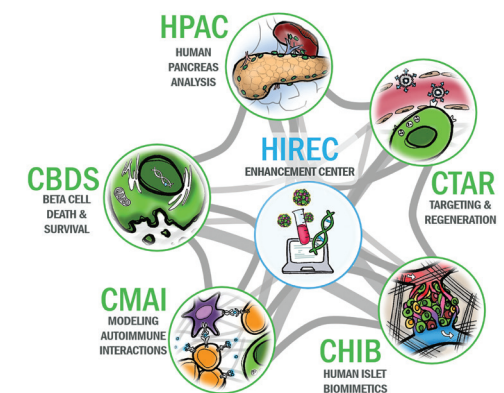 HPAC
HUMAN
PANCREAS
ANALYSIS
HIREC
ENHANCEMENT CENTER
CTAR
TARGETING &
REGENERATION
CBDS
BETA CELL
DEATH &
SURVIVAL
CMAI
MODELING
AUTOIMMUNE
INTERACTIONS
CHIB
HUMAN ISLET
BIOMIMETICS